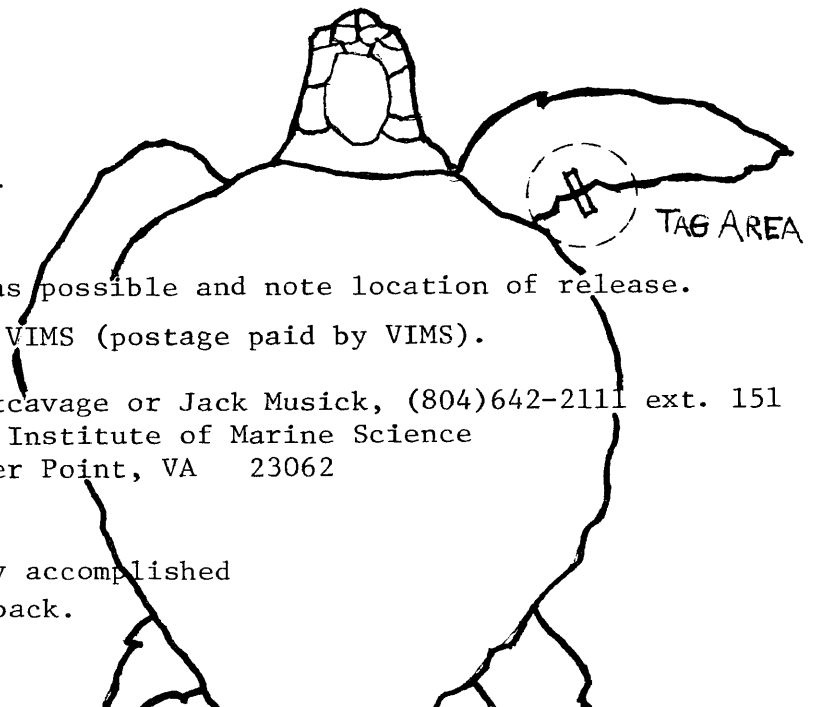 TAG AREA
as possible and note location of release.
VIMS (postage paid by VIMS).
tcavage or Jack Musick, (804)642-2111 ext. 151
Institute of Marine Science
er Point, VA 23062
y accomplished
back.